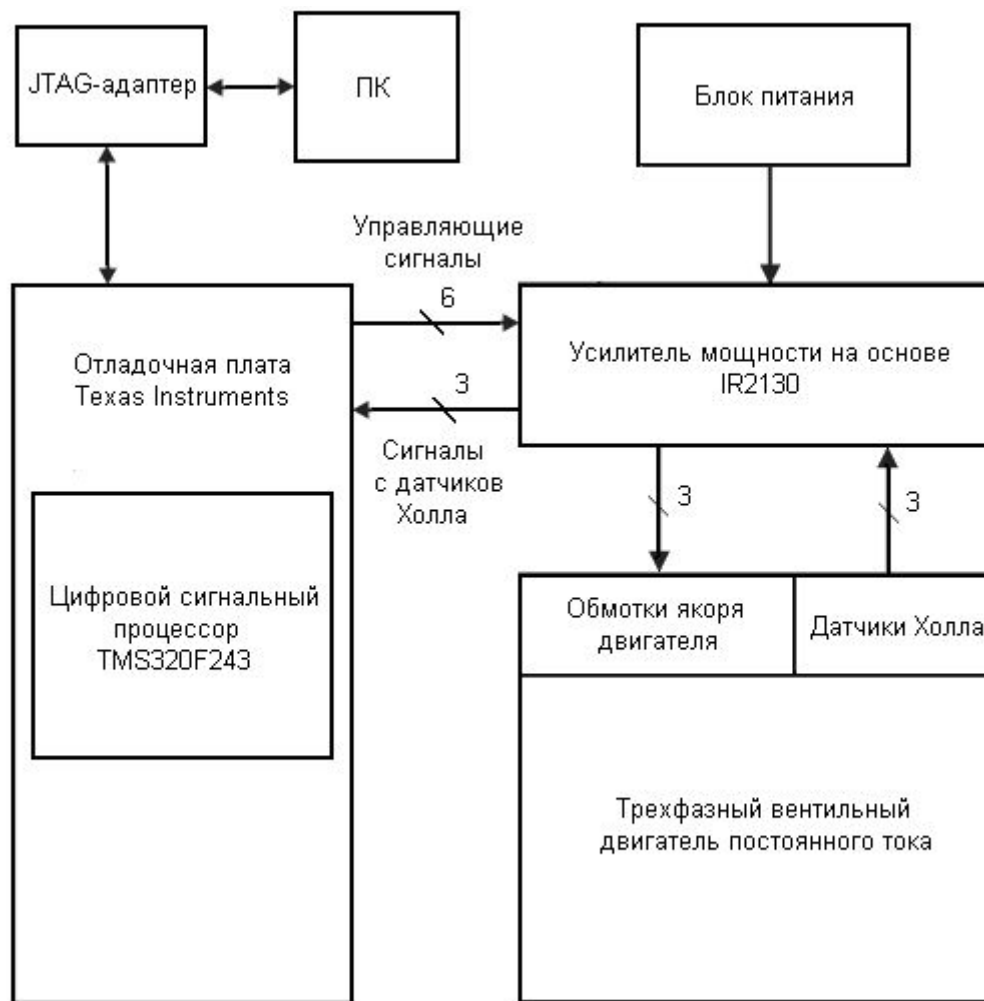 JTAG-адаптер
ПК
Блок питания
Управляющие
сигналы
6
Отладочная плата
Texas Instruments
Усилитель мощности на основе
IR2130
3
Сигналы
с датчиков
Холла
3
3
Цифровой сигнальный
процессор
TMS320F243
Обмотки якоря
двигателя
Датчики Холла
Трехфазный вентильный
двигатель постоянного тока